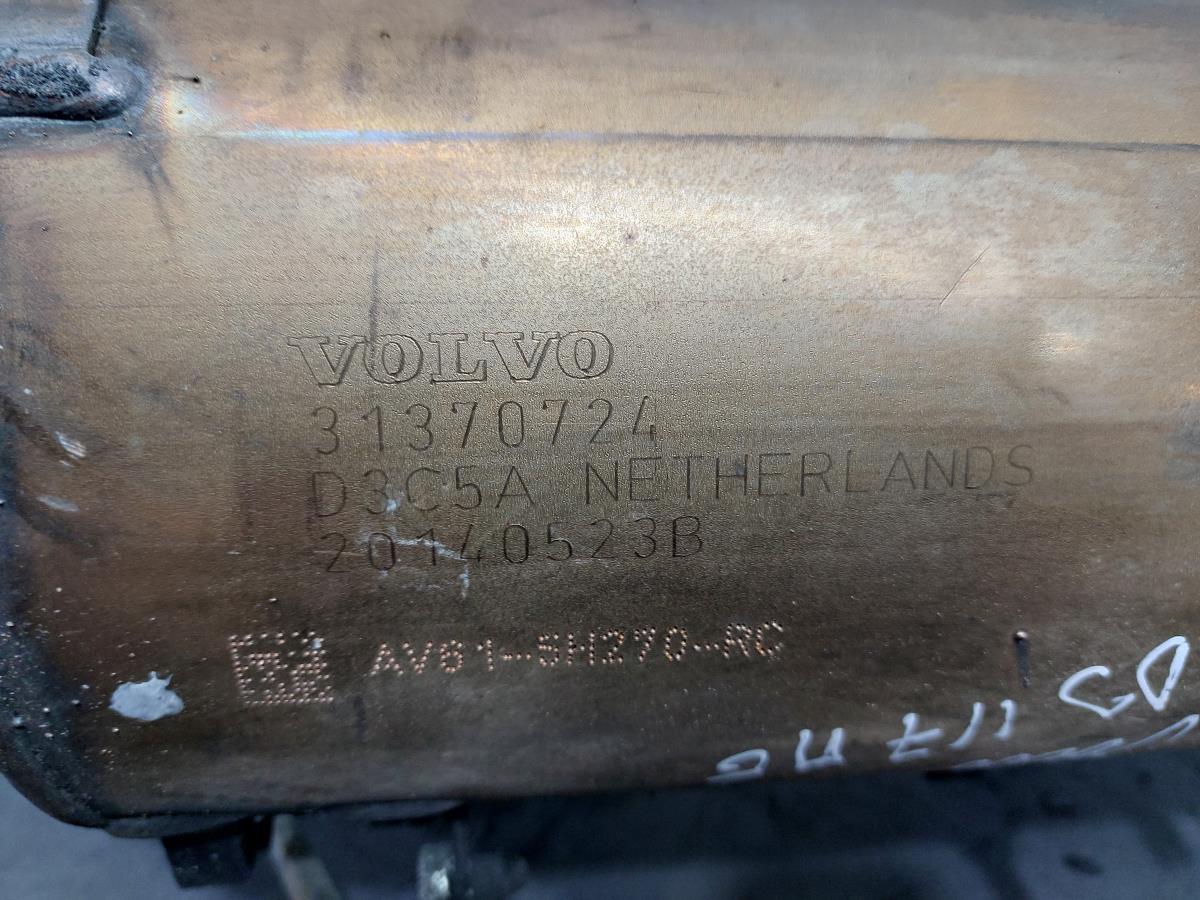 VOLVO
31370724
D3C5A NETHERLANDS
20140523B
AV61-5H270-RC